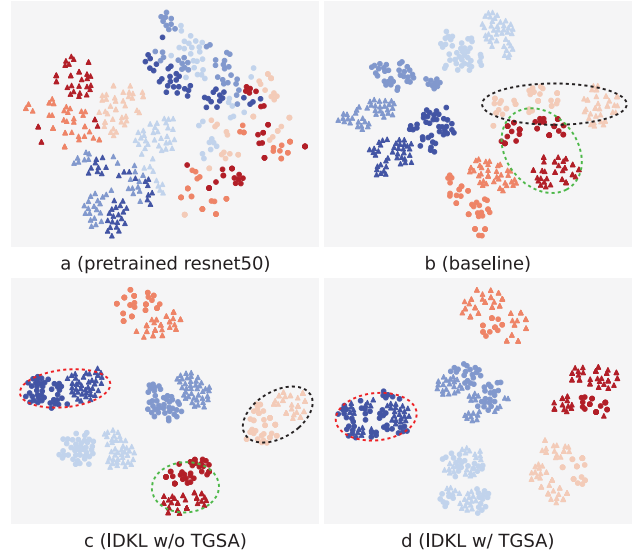 a (pretrained resnet50)
b (baseline)
c (IDKL w/o TGSA)
d (IDKL w/ TGSA)